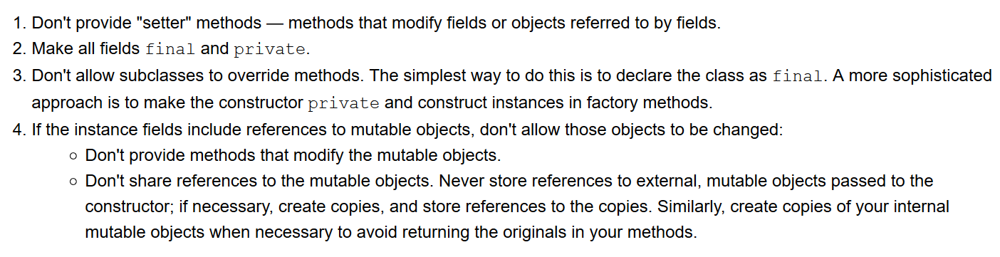 1. Don't provide "setter" methods — methods that modify fields or objects referred to by fields.
2. Make all fields final and private.
3. Don't allow subclasses to override methods. The simplest way to do this is to declare the class as final. A more sophisticated
approach is to make the constructor private and construct instances in factory methods.
4. If the instance fields include references to mutable objects, don't allow those objects to be changed:
○ Don't provide methods that modify the mutable objects.
○ Don't share references to the mutable objects. Never store references to external, mutable objects passed to the
constructor; if necessary, create copies, and store references to the copies. Similarly, create copies of your internal
mutable objects when necessary to avoid returning the originals in your methods.